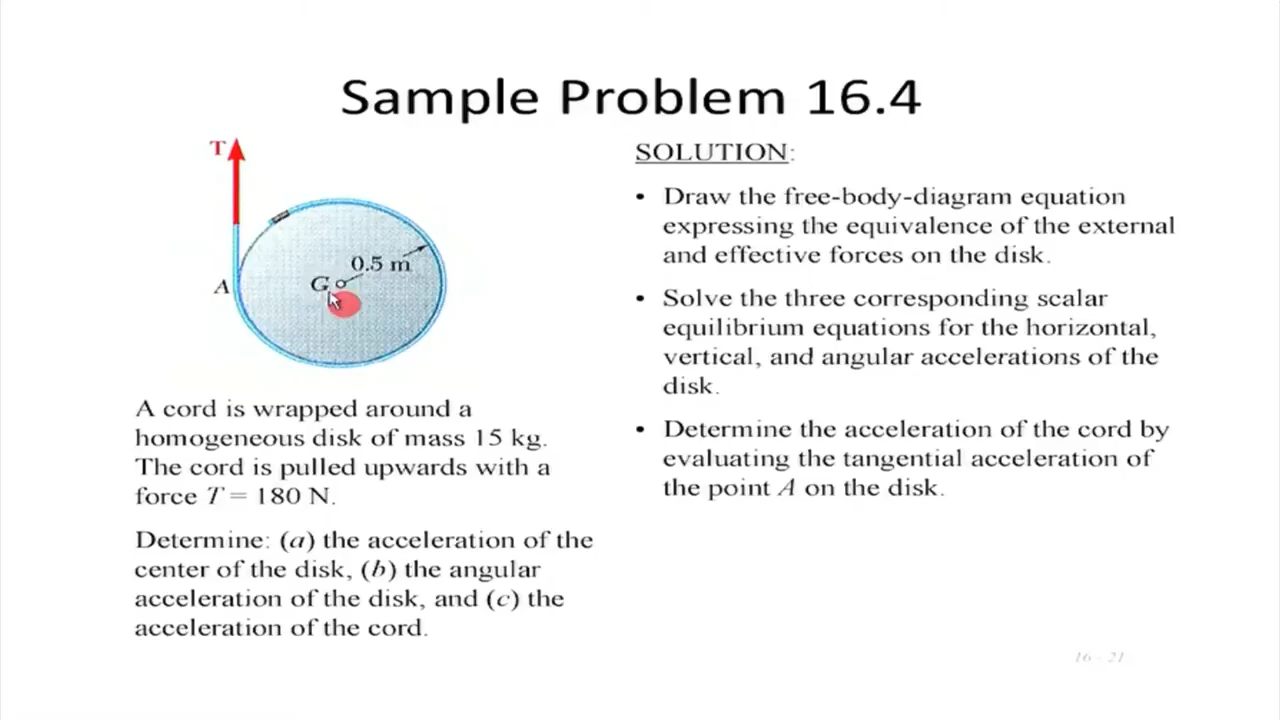 Sample Problem 16.4
T
0.5 m
G
A
A cord is wrapped around a
homogeneous disk of mass 15 kg.
The cord is pulled upwards with a
force T = 180 N.
Determine: (a) the acceleration of the
center of the disk, (b) the angular
acceleration of the disk, and (c) the
acceleration of the cord.
SOLUTION:
• Draw the free-body-diagram equation
expressing the equivalence of the external
and effective forces on the disk.
• Solve the three corresponding scalar
equilibrium equations for the horizontal,
vertical, and angular accelerations of the
disk.
• Determine the acceleration of the cord by
evaluating the tangential acceleration of
the point A on the disk.
16 - 21